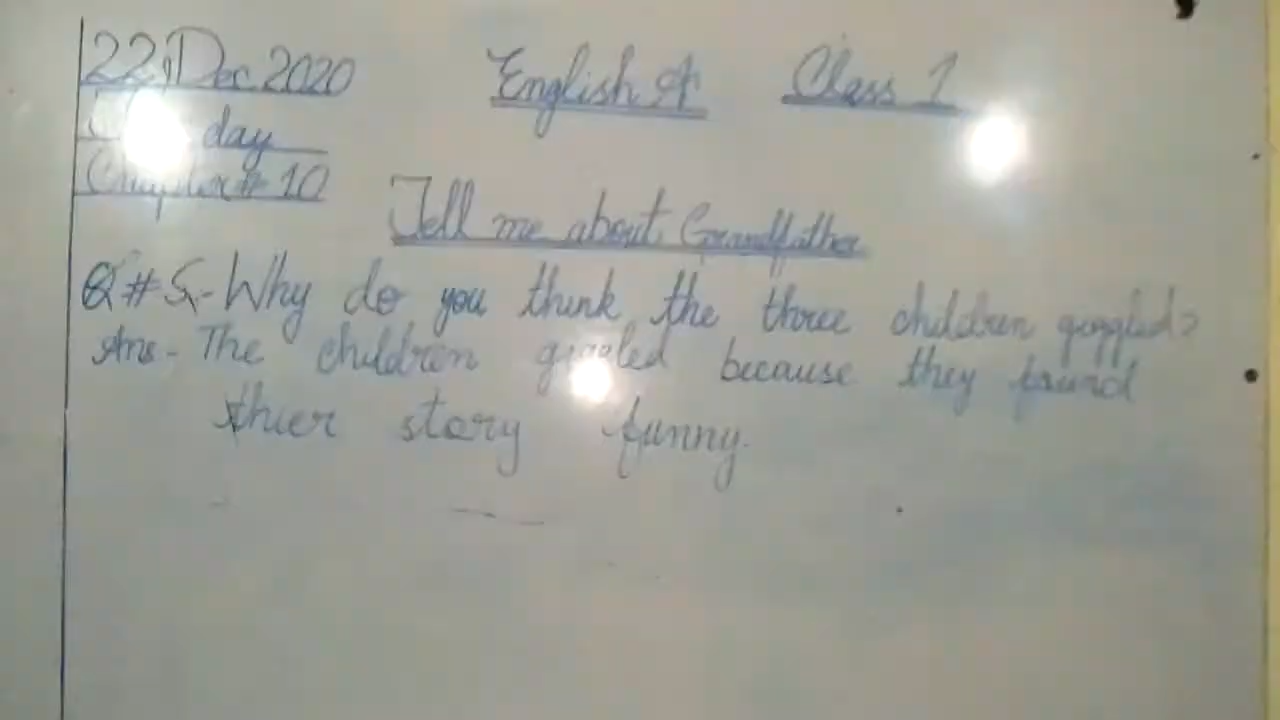 22, Dec 2020
English A
Class 1
day
Chapter # 10
Tell me about Grandfather
Q # 5,- Why do you think the three children giggled?
Ans - The children giggled because they found
thier story funny.